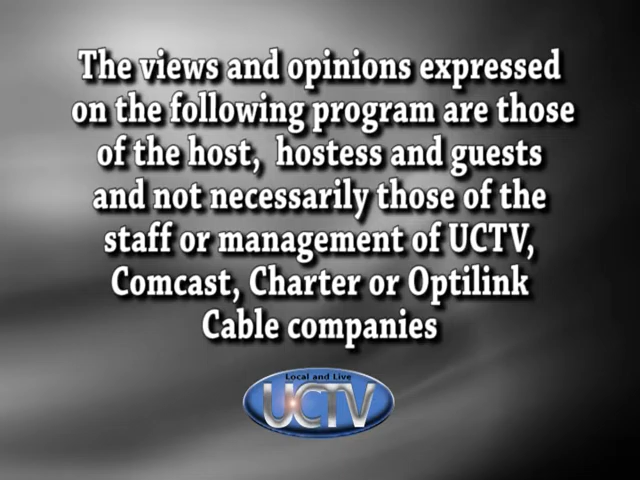 The views and opinions expressed
on the following program are those
of the host, hostess and guests
and not necessarily those of the
staff or management of UCTV,
Comcast, Charter or Optilink
Cable companies
Local and Live
UCTV